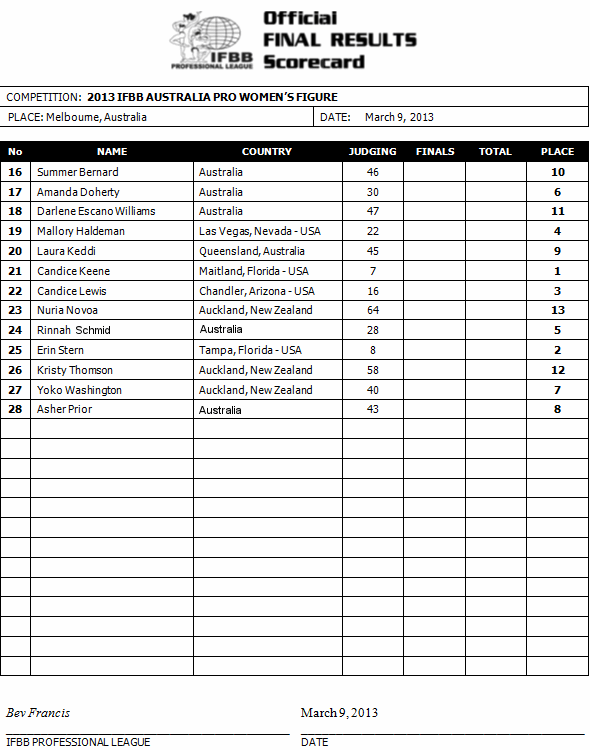 Official
FINAL RESULTS
Scorecard
IFBB
PROFESSIONAL LEAGUE
COMPETITION: 2013 IFBB AUSTRALIA PRO WOMEN'S FIGURE
PLACE: Melbourne, Australia DATE: March 9, 2013
No NAME COUNTRY JUDGING FINALS TOTAL PLACE
16 Summer Bernard Australia 46 10
17 Amanda Doherty Australia 30 6
18 Darlene Escano Williams Australia 47 11
19 Mallory Haldeman Las Vegas, Nevada - USA 22 4
20 Laura Keddi Queensland, Australia 45 9
21 Candice Keene Maitland, Florida - USA 7 1
22 Candice Lewis Chandler, Arizona - USA 16 3
23 Nuria Novoa Auckland, New Zealand 64 13
24 Rinnah Schmid Australia 28 5
25 Erin Stern Tampa, Florida - USA 8 2
26 Kristy Thomson Auckland, New Zealand 58 12
27 Yoko Washington Auckland, New Zealand 40 7
28 Asher Prior Australia 43 8
Bev Francis March 9, 2013
IFBB PROFESSIONAL LEAGUE DATE